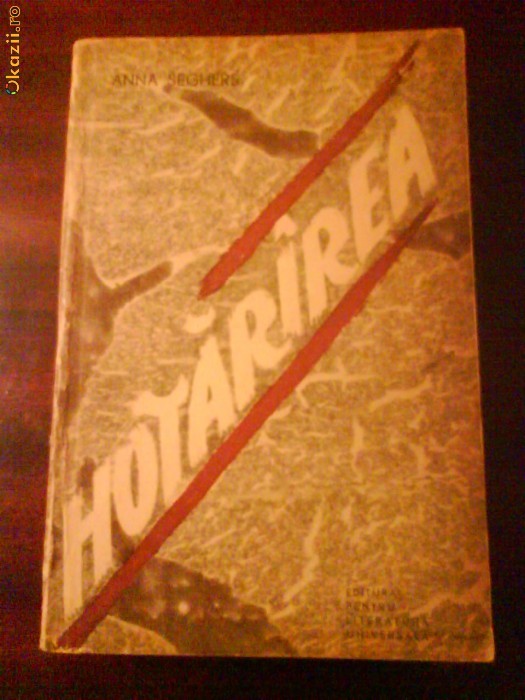 Okazii.ro
ANNA SEGHERS
HOTĂRÎREA
EDITURA
PENTRU
LITERATURĂ
UNIVERSALĂ